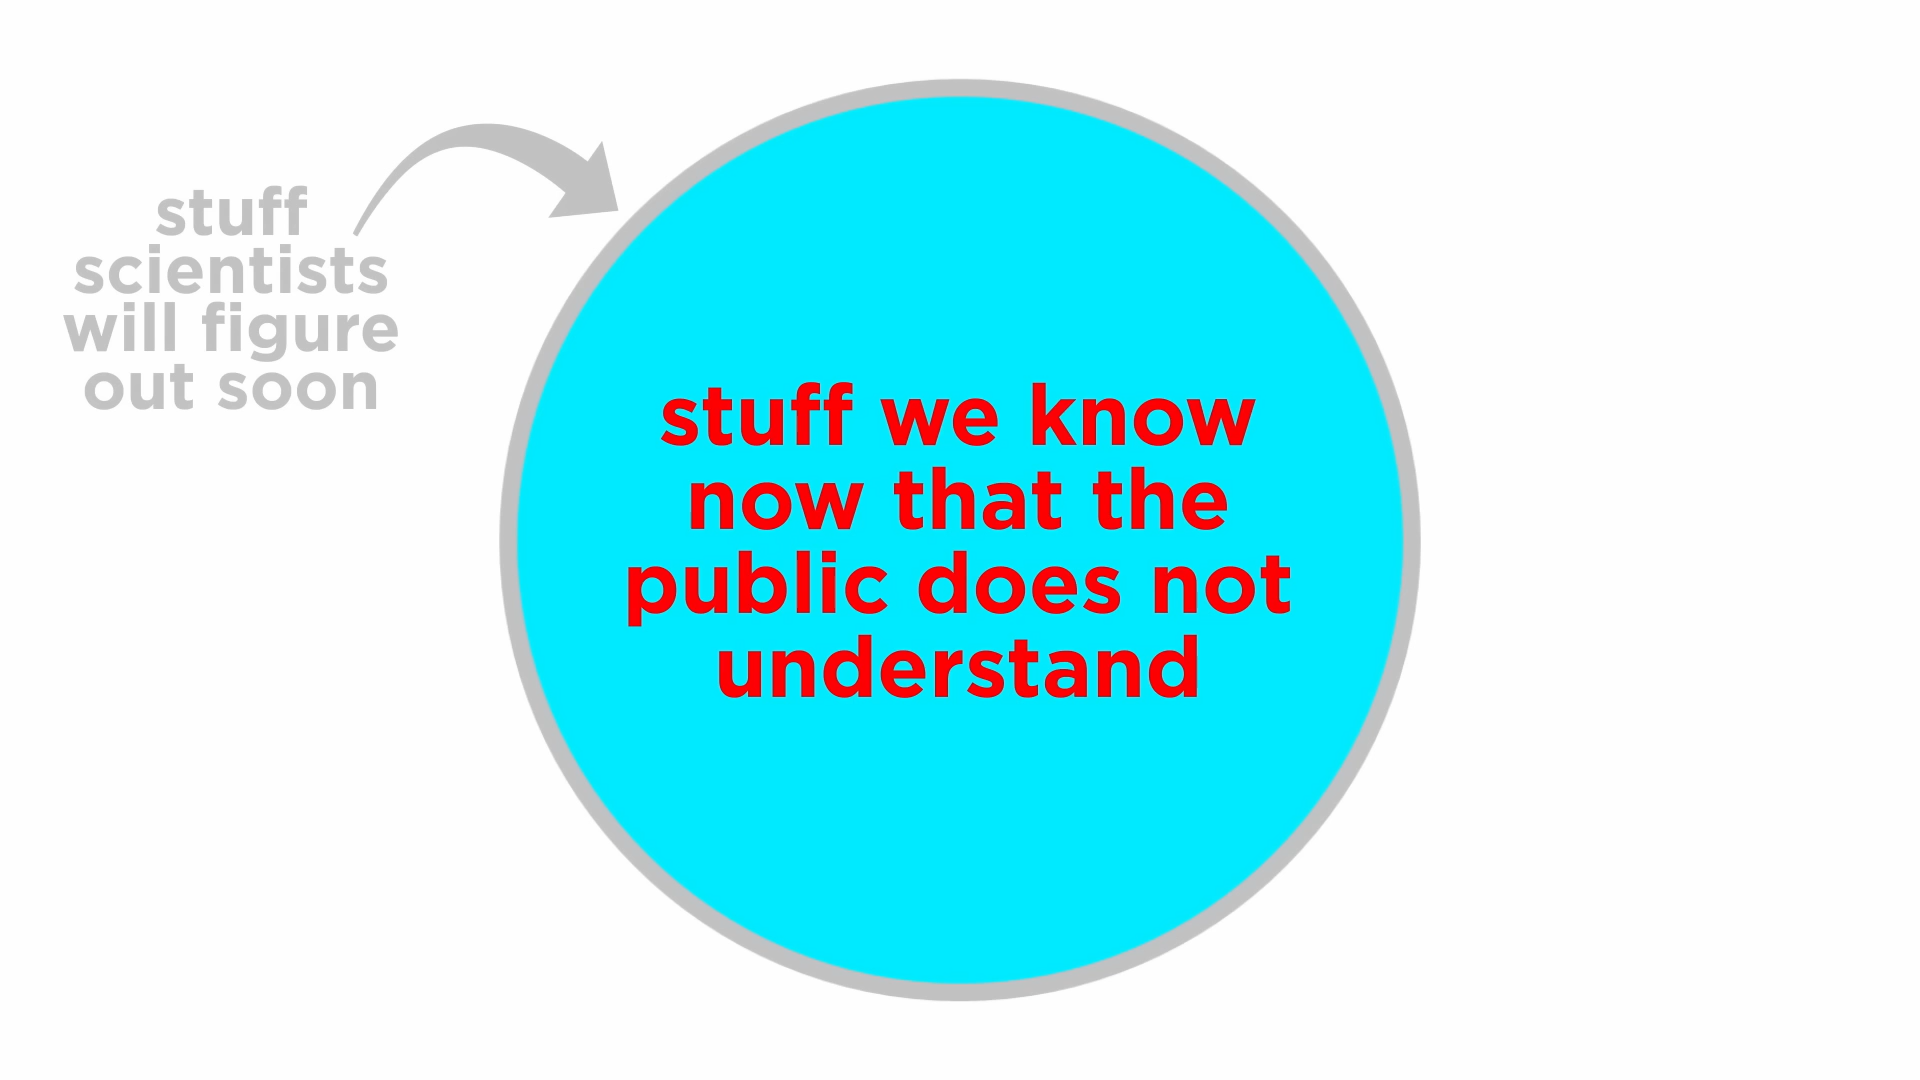 stuff
scientists
will figure
out soon
stuff we know
now that the
public does not
understand